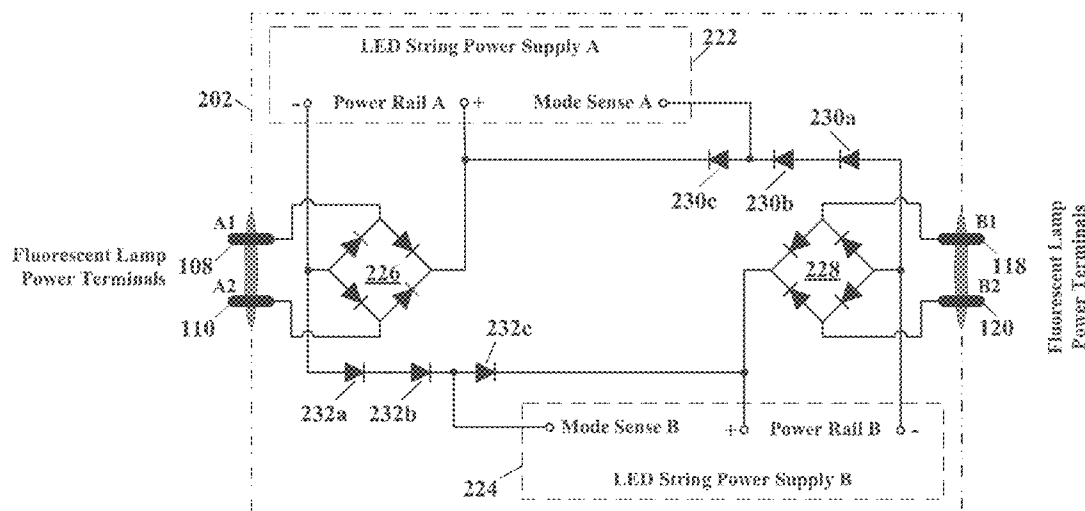 LED String Power Supply A
222
202
- Power Rail A + Mode Sense A
230a
230c
230b
A1
B1
Fluorescent Lamp
Power Terminals
108
226
228
118
A2
B2
110
120
Fluorescent Lamp
Power Terminals
232c
232a
232b
Mode Sense B + Power Rail B -
224
LED String Power Supply B